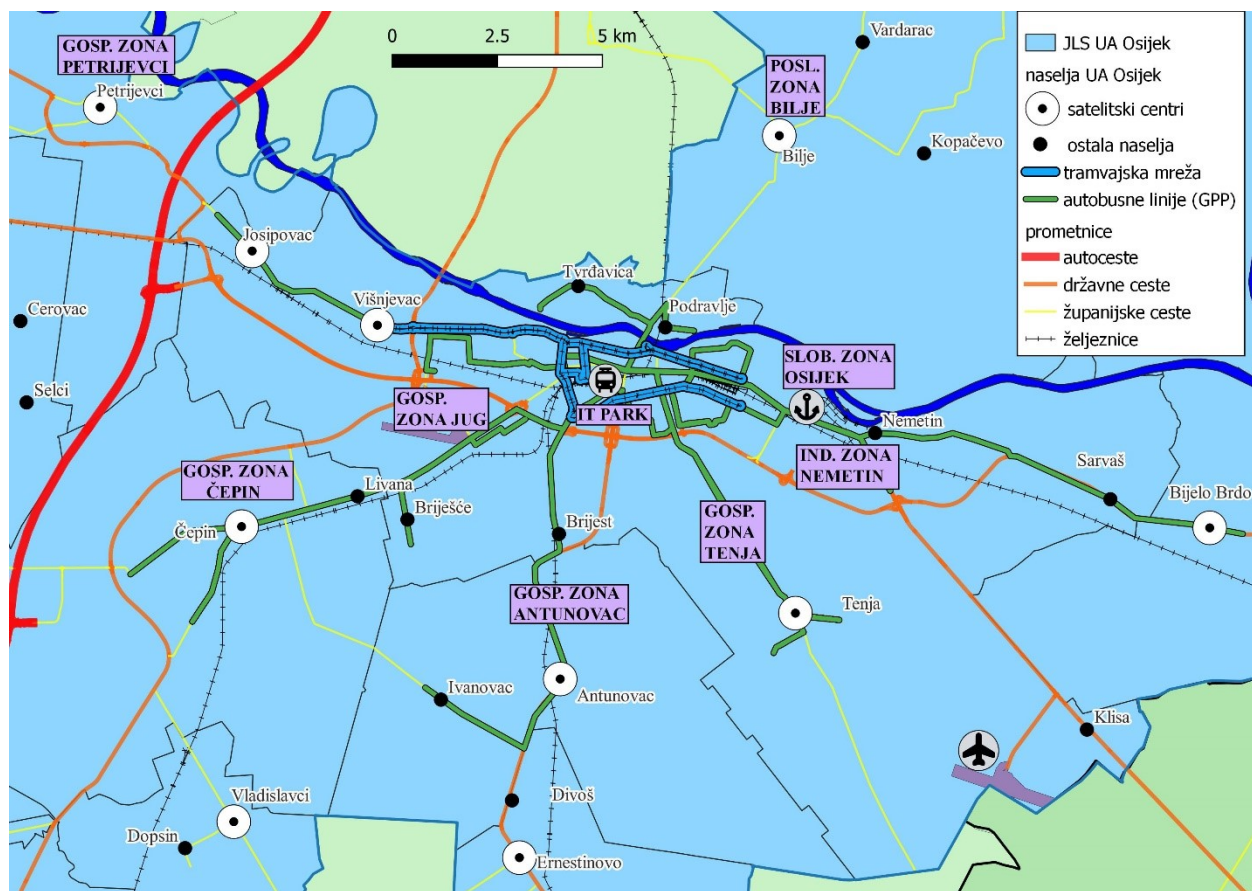 GOSP. ZONA
PETRIJEVCI
Petrijevci
0
2.5
5 km
Vardarac
POSL.
ZONA
BILJE
Bilje
Kopačevo
JLS UA Osijek
naselja UA Osijek
satelitski centri
ostala naselja
tramvajska mreža
autobusne linije (GPP)
prometnice
autoceste
državne ceste
županijske ceste
željeznice
Josipovac
Tvrđavica
Cerovac
Višnjevac
Podravlje
SLOB. ZONA
OSIJEK
Selci
GOSP.
ZONA JUG
IT PARK
Nemetin
IND. ZONA
NEMETIN
GOSP. ZONA
ČEPIN
Livana
Sarvaš
Bijelo Brdo
Čepin
Briješće
Brijest
GOSP.
ZONA
TENJA
GOSP. ZONA
ANTUNOVAC
Tenja
Ivanovac
Antunovac
Klisa
Vladislavci
Divoš
Dopsin
Ernestinovo